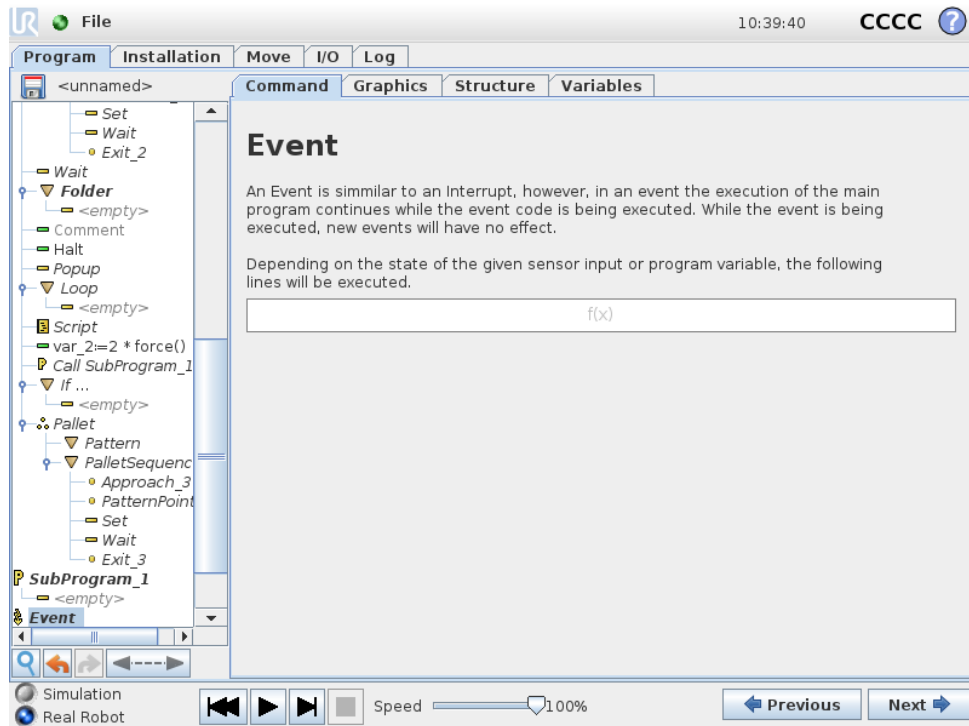 UR File 10:39:40 CCCC ?
Program Installation Move I/O Log
<unnamed> Command Graphics Structure Variables
Set
Wait
Exit_2
Wait
Folder
<empty>
Comment
Halt
Popup
Loop
<empty>
Script
var_2:=2 * force()
Call SubProgram_1
If ...
<empty>
Pallet
Pattern
PalletSequenc
Approach_3
PatternPoint
Set
Wait
Exit_3
SubProgram_1
<empty>
Event
Event
An Event is simmilar to an Interrupt, however, in an event the execution of the main
program continues while the event code is being executed. While the event is being
executed, new events will have no effect.
Depending on the state of the given sensor input or program variable, the following
lines will be executed.
f(x)
Simulation
Real Robot
Speed 100%
Previous Next